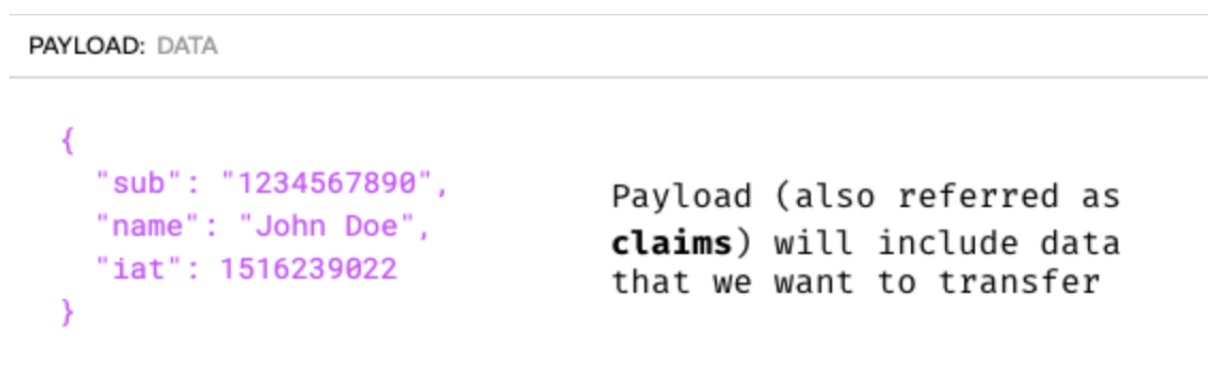 PAYLOAD: DATA
{
"sub": "1234567890",
"name": "John Doe",
"iat": 1516239022
}
Payload (also referred as
claims) will include data
that we want to transfer